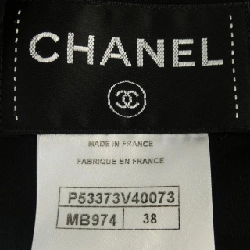 CHANEL
MADE IN FRANCE
FABRIQUE EN FRANCE
P53373V40073
MB974 38